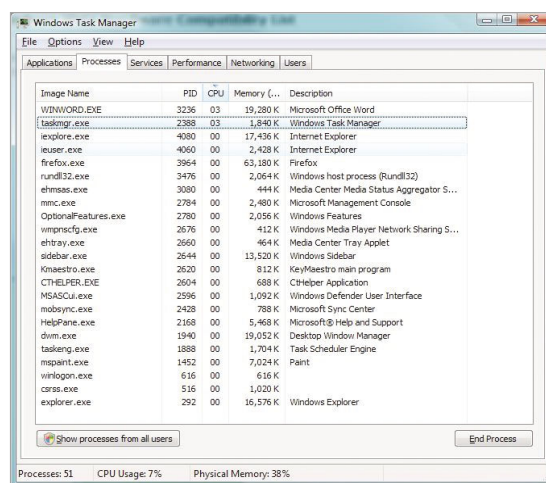 Windows Task Manager
File Options View Help
Applications Processes Services Performance Networking Users
Image Name PID CPU Memory (... Description
WINWORD.EXE 3236 03 19,280 K Microsoft Office Word
taskmgr.exe 2388 03 1,840 K Windows Task Manager
iexplore.exe 4080 00 17,436 K Internet Explorer
ieuser.exe 4060 00 2,428 K Internet Explorer
firefox.exe 3964 00 63,180 K Firefox
rundll32.exe 3476 00 2,064 K Windows host process (Rundll32)
ehmsas.exe 3080 00 444 K Media Center Media Status Aggregator S...
mmc.exe 2784 00 2,480 K Microsoft Management Console
OptionalFeatures.exe 2780 00 2,056 K Windows Features
wmpnscfg.exe 2676 00 412 K Windows Media Player Network Sharing S...
ehtray.exe 2660 00 464 K Media Center Tray Applet
sidebar.exe 2644 00 13,520 K Windows Sidebar
Kmaestro.exe 2620 00 812 K KeyMaestro main program
CTHELPER.EXE 2604 00 688 K CtHelper Application
MSASCui.exe 2596 00 1,092 K Windows Defender User Interface
mobsync.exe 2428 00 788 K Microsoft Sync Center
HelpPane.exe 2168 00 5,468 K Microsoft® Help and Support
dwm.exe 1940 00 19,052 K Desktop Window Manager
taskeng.exe 1888 00 1,704 K Task Scheduler Engine
mspaint.exe 1452 00 7,024 K Paint
winlogon.exe 616 00 616 K
csrss.exe 516 00 1,020 K
explorer.exe 292 00 16,576 K Windows Explorer
Show processes from all users End Process
Processes: 51 CPU Usage: 7% Physical Memory: 38%